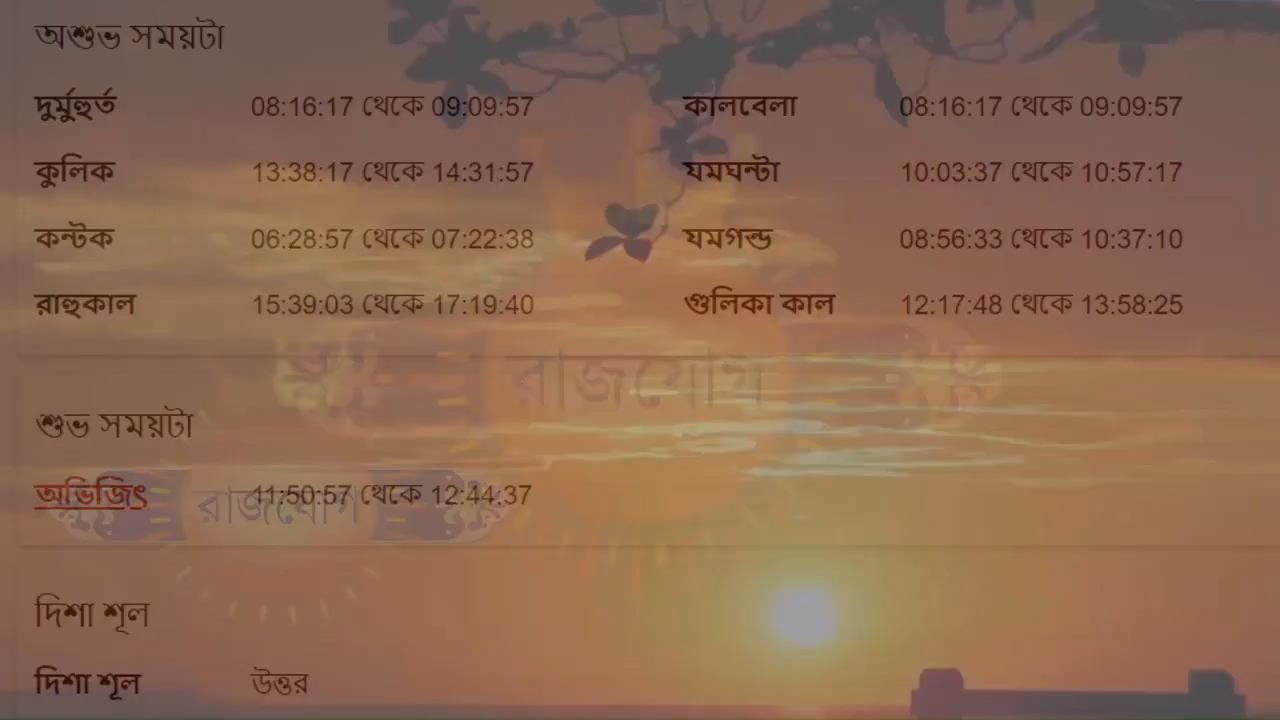 অশুভ সময়টা
দুর্মুহুর্ত 08:16:17 থেকে 09:09:57 কালবেলা 08:16:17 থেকে 09:09:57
কুলিক 13:38:17 থেকে 14:31:57 যমঘন্টা 10:03:37 থেকে 10:57:17
কন্টক 06:28:57 থেকে 07:22:38 যমগন্ড 08:56:33 থেকে 10:37:10
রাহুকাল 15:39:03 থেকে 17:19:40 গুলিকা কাল 12:17:48 থেকে 13:58:25
রাজযোগ
শুভ সময়টা
অভিজিৎ 11:50:57 থেকে 12:44:37
রাজযোগ
দিশা শূল
দিশা শূল উত্তর